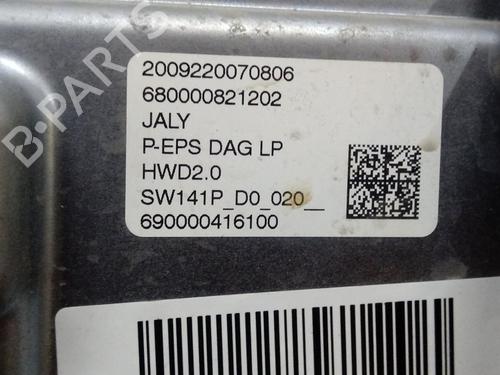 B-PARTS
2009220070806
680000821202
JALY
P-EPS DAG LP
HWD2.0
SW141P_D0_020__
690000416100